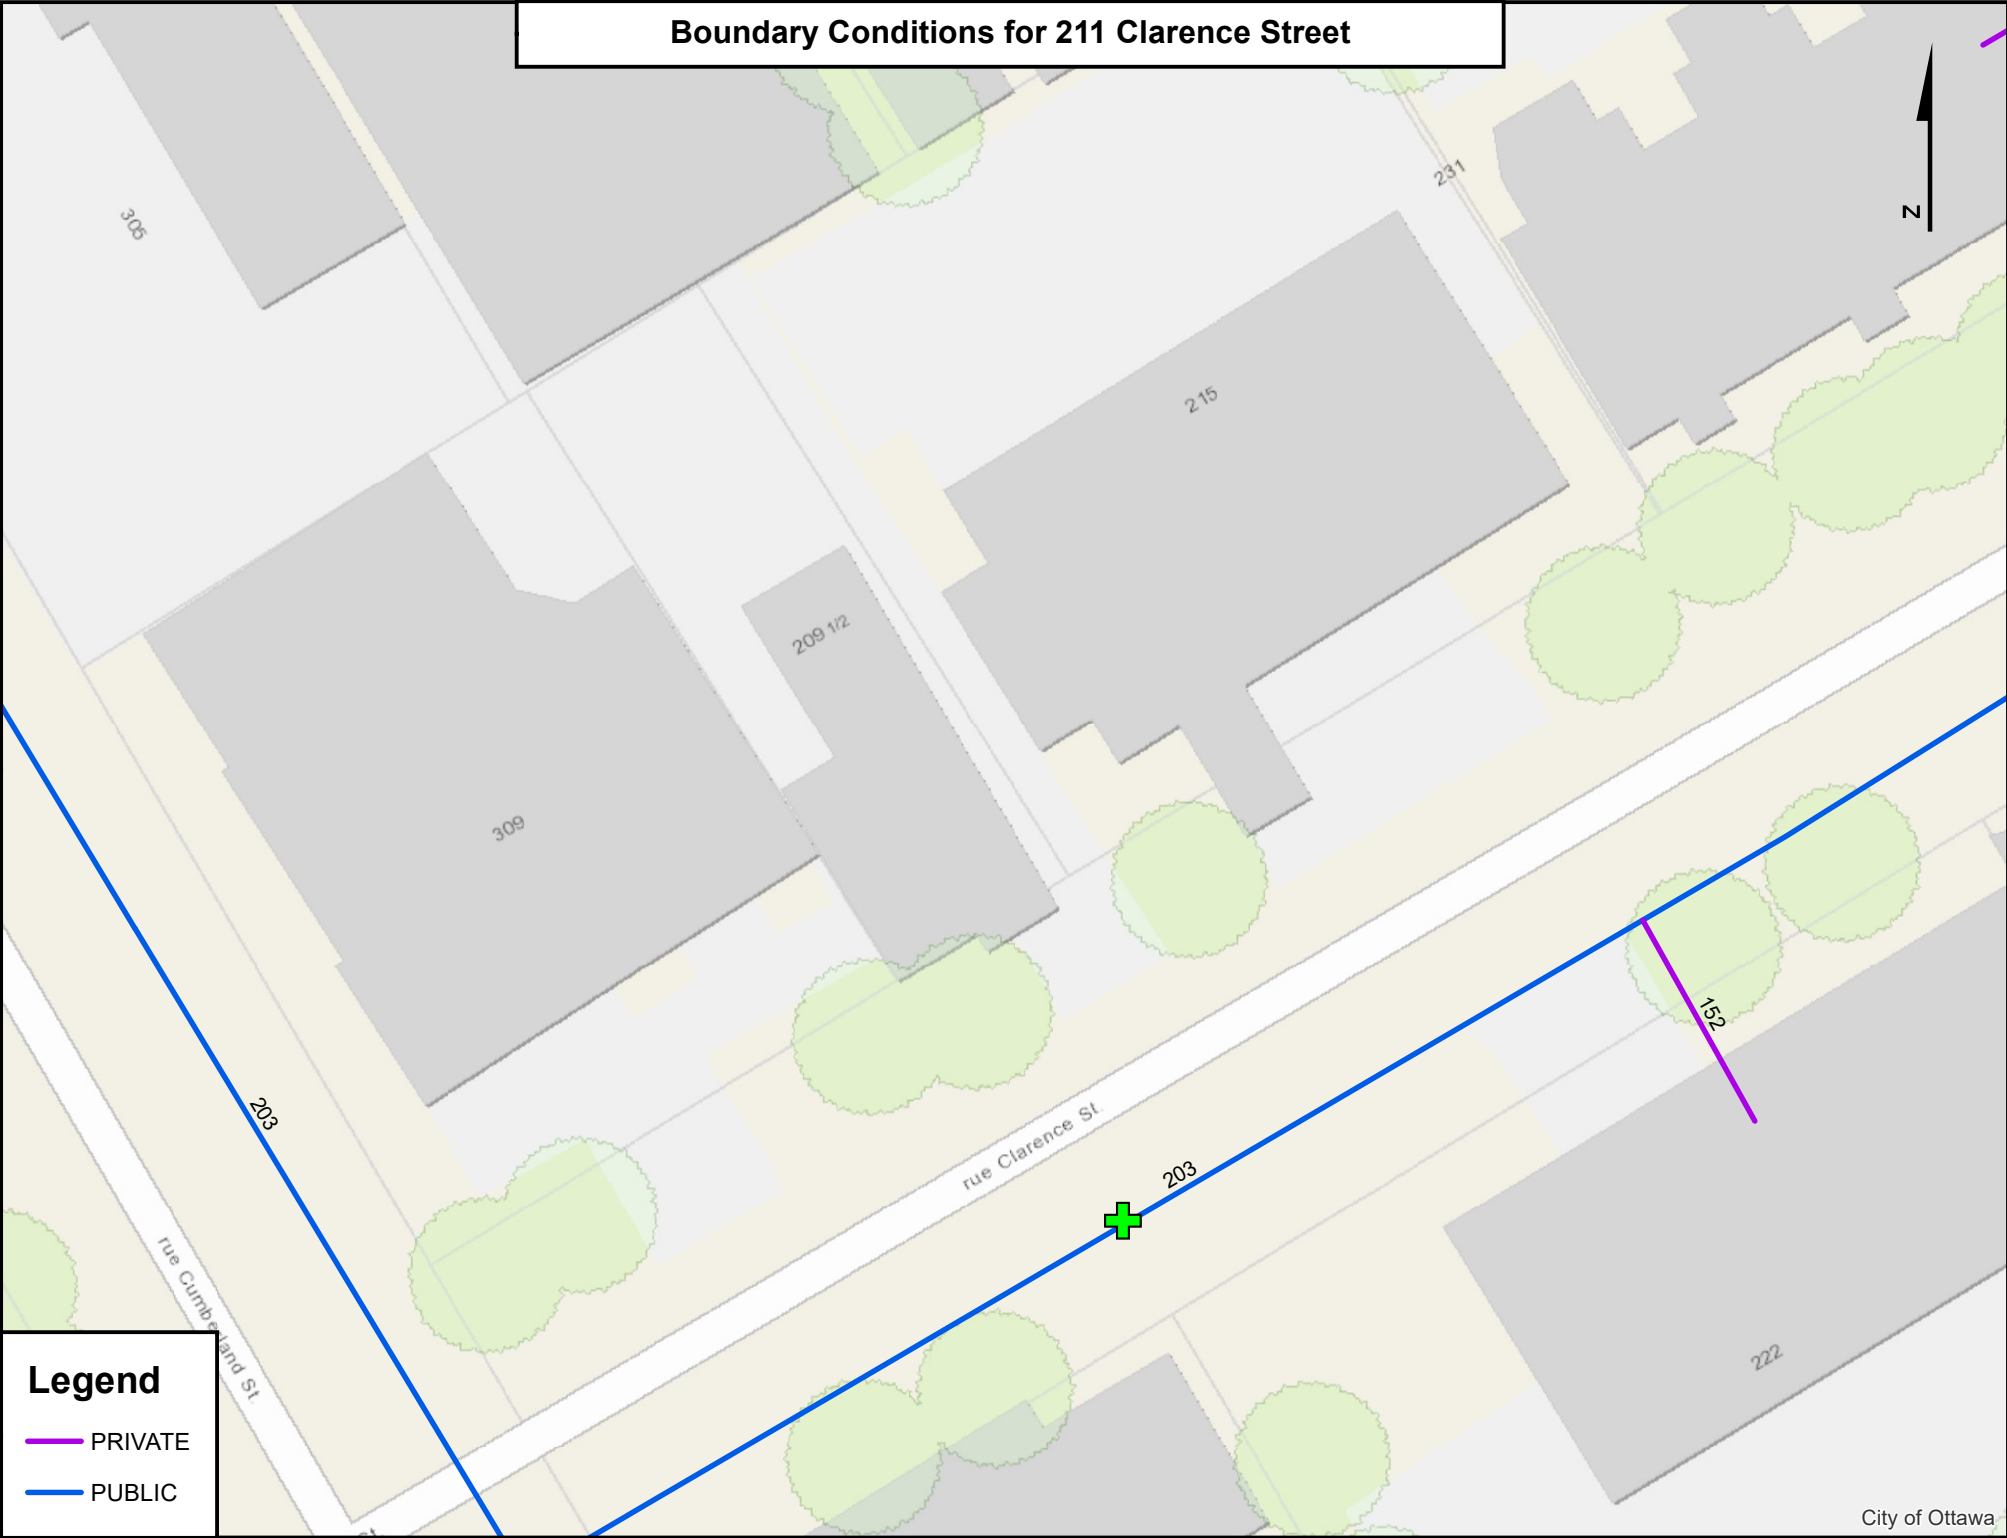 Boundary Conditions for 211 Clarence Street
305
231
N
215
209 1/2
309
152
203
rue Clarence St.
203
rue Cumberland St.
222
St.
Legend
PRIVATE
PUBLIC
City of Ottawa